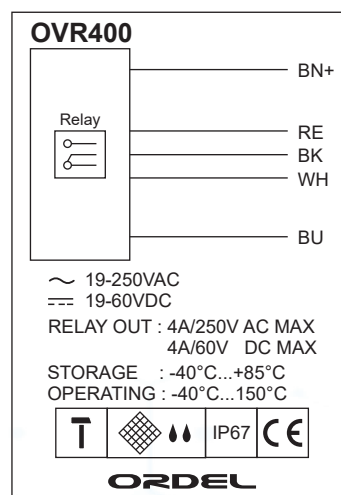 OVR400
BN+
Relay
RE
BK
WH
BU
19-250VAC
19-60VDC
RELAY OUT : 4A/250V AC MAX
4A/60V DC MAX
STORAGE : -40°C...+85°C
OPERATING : -40°C...150°C
T IP67 CE
ORDEL